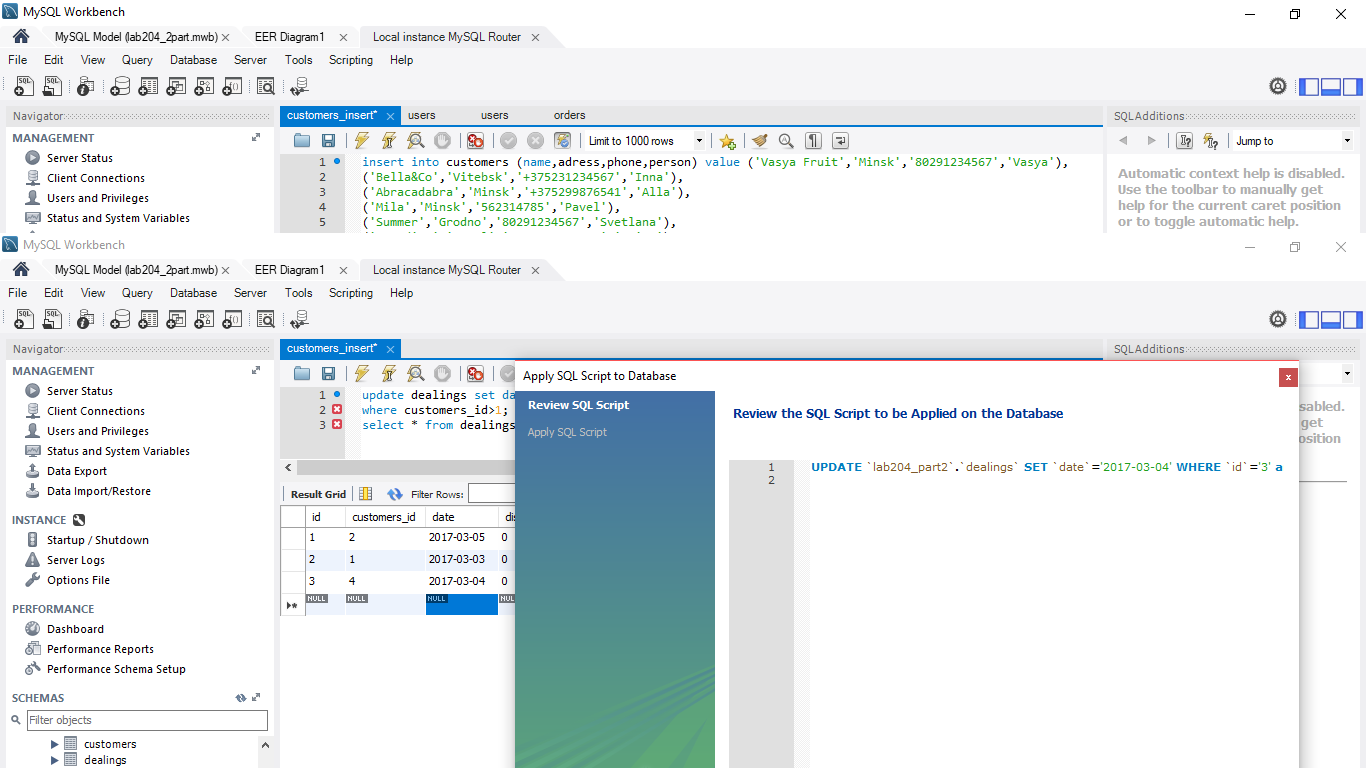 MySQL Workbench
MySQL Model (lab204_2part.mwb) EER Diagram1 Local instance MySQL Router
File Edit View Query Database Server Tools Scripting Help
Navigator
MANAGEMENT
Server Status
Client Connections
Users and Privileges
Status and System Variables
customers_insert* users users orders
Limit to 1000 rows
1 insert into customers (name,adress,phone,person) value ('Vasya Fruit','Minsk','80291234567','Vasya'),
2 ('Bella&Co','Vitebsk','+375231234567','Inna'),
3 ('Abracadabra','Minsk','+375299876541','Alla'),
4 ('Mila','Minsk','562314785','Pavel'),
5 ('Summer','Grodno','80291234567','Svetlana'),
SQLAdditions
Jump to
Automatic context help is disabled.
Use the toolbar to manually get
help for the current caret position
or to toggle automatic help.
MySQL Workbench
MySQL Model (lab204_2part.mwb) EER Diagram1 Local instance MySQL Router
File Edit View Query Database Server Tools Scripting Help
Navigator
MANAGEMENT
Server Status
Client Connections
Users and Privileges
Status and System Variables
Data Export
Data Import/Restore
INSTANCE
Startup / Shutdown
Server Logs
Options File
PERFORMANCE
Dashboard
Performance Reports
Performance Schema Setup
SCHEMAS
Filter objects
customers
dealings
customers_insert*
1 update dealings set da
2 where customers_id>1;
3 select * from dealings
Result Grid Filter Rows:
id customers_id date dis
1 2 2017-03-05 0
2 1 2017-03-03 0
3 4 2017-03-04 0
NULL NULL NULL NUL
Apply SQL Script to Database
Review SQL Script
Apply SQL Script
Review the SQL Script to be Applied on the Database
1 UPDATE `lab204_part2`.`dealings` SET `date`='2017-03-04' WHERE `id`='3' a
2
SQLAdditions
sabled.
get
osition